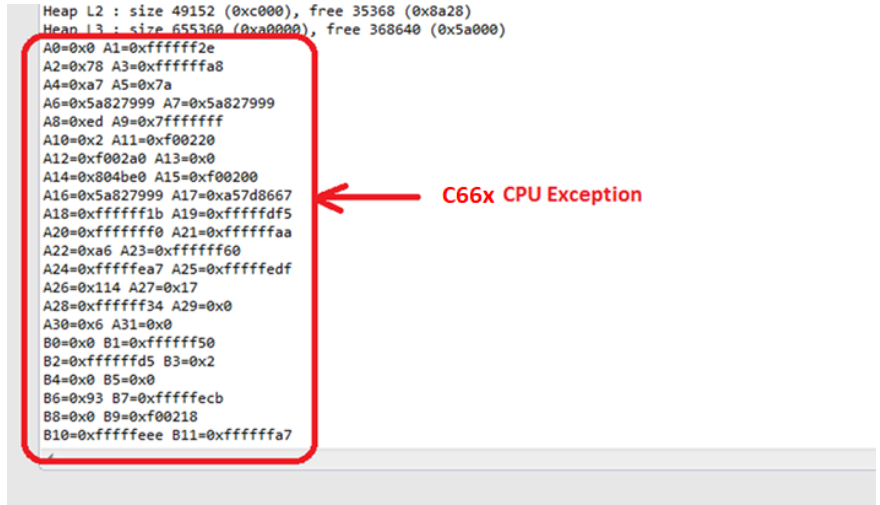 Heap L2 : size 49152 (0xc000), free 35368 (0x8a28)
Heap L3 : size 655360 (0xa0000), free 368640 (0x5a000)
A0=0x0 A1=0xffffff2e
A2=0x78 A3=0xffffffa8
A4=0xa7 A5=0x7a
A6=0x5a827999 A7=0x5a827999
A8=0xed A9=0x7fffffff
A10=0x2 A11=0xf00220
A12=0xf002a0 A13=0x0
A14=0x804be0 A15=0xf00200
A16=0x5a827999 A17=0xa57d8667
C66x CPU Exception
A18=0xffffff1b A19=0xfffffdf5
A20=0xfffffff0 A21=0xffffffaa
A22=0xa6 A23=0xffffff60
A24=0xfffffea7 A25=0xfffffedf
A26=0x114 A27=0x17
A28=0xffffff34 A29=0x0
A30=0x6 A31=0x0
B0=0x0 B1=0xffffff50
B2=0xffffffd5 B3=0x2
B4=0x0 B5=0x0
B6=0x93 B7=0xfffffecb
B8=0x0 B9=0xf00218
B10=0xfffffeee B11=0xffffffa7